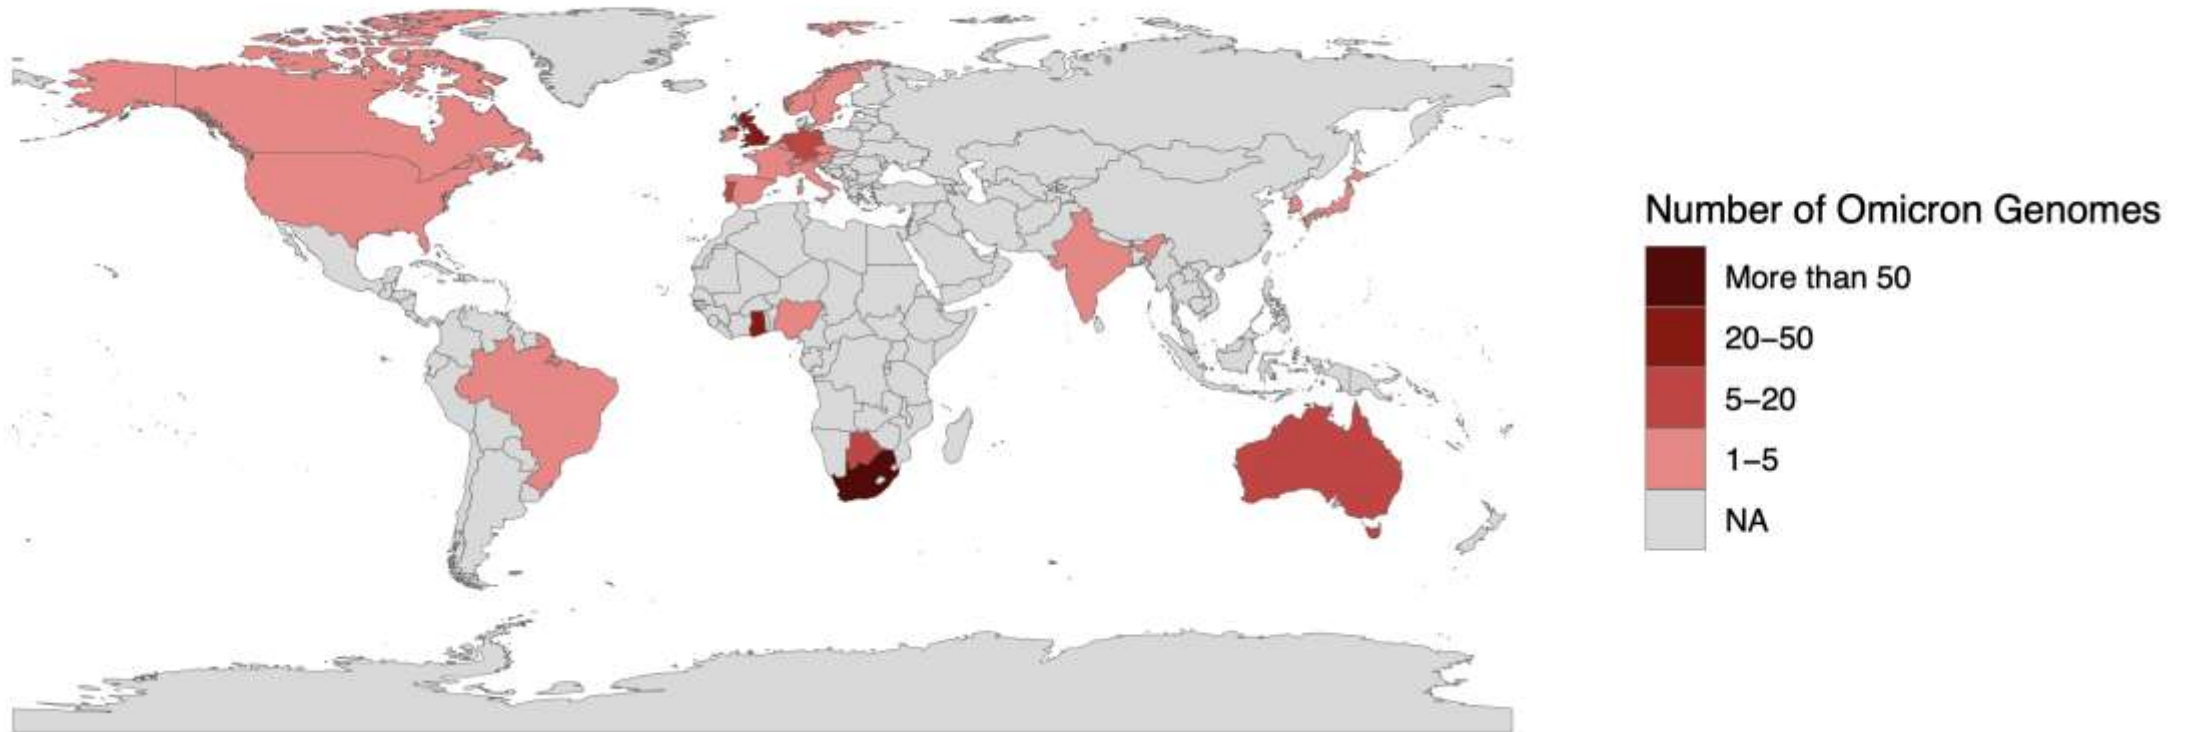 Number of Omicron Genomes
More than 50
20–50
5–20
1–5
NA